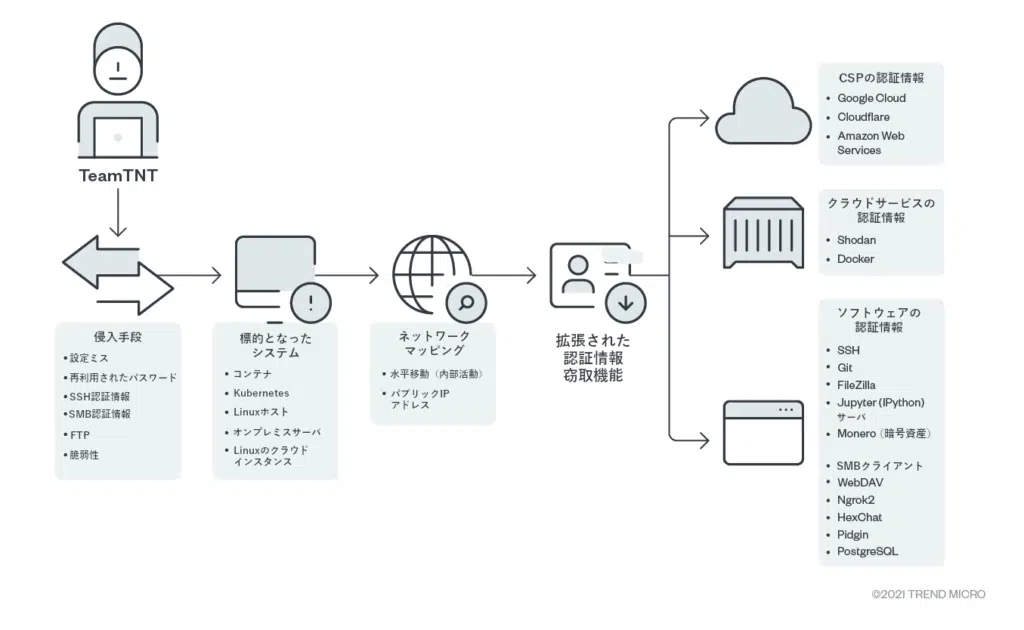 TeamTNT
侵入手段
• 設定ミス
• 再利用されたパスワード
• SSH認証情報
• SMB認証情報
• FTP
• 脆弱性
標的となった
システム
• コンテナ
• Kubernetes
• Linuxホスト
• オンプレミスサーバ
• Linuxのクラウド
インスタンス
ネットワーク
マッピング
• 水平移動（内部活動）
• パブリックIP
アドレス
拡張された
認証情報
窃取機能
CSPの認証情報
• Google Cloud
• Cloudflare
• Amazon Web
Services
クラウドサービスの
認証情報
• Shodan
• Docker
ソフトウェアの
認証情報
• SSH
• Git
• FileZilla
• Jupyter (IPython)
サーバ
• Monero（暗号資産）
• SMBクライアント
• WebDAV
• Ngrok2
• HexChat
• Pidgin
• PostgreSQL
©2021 TREND MICRO